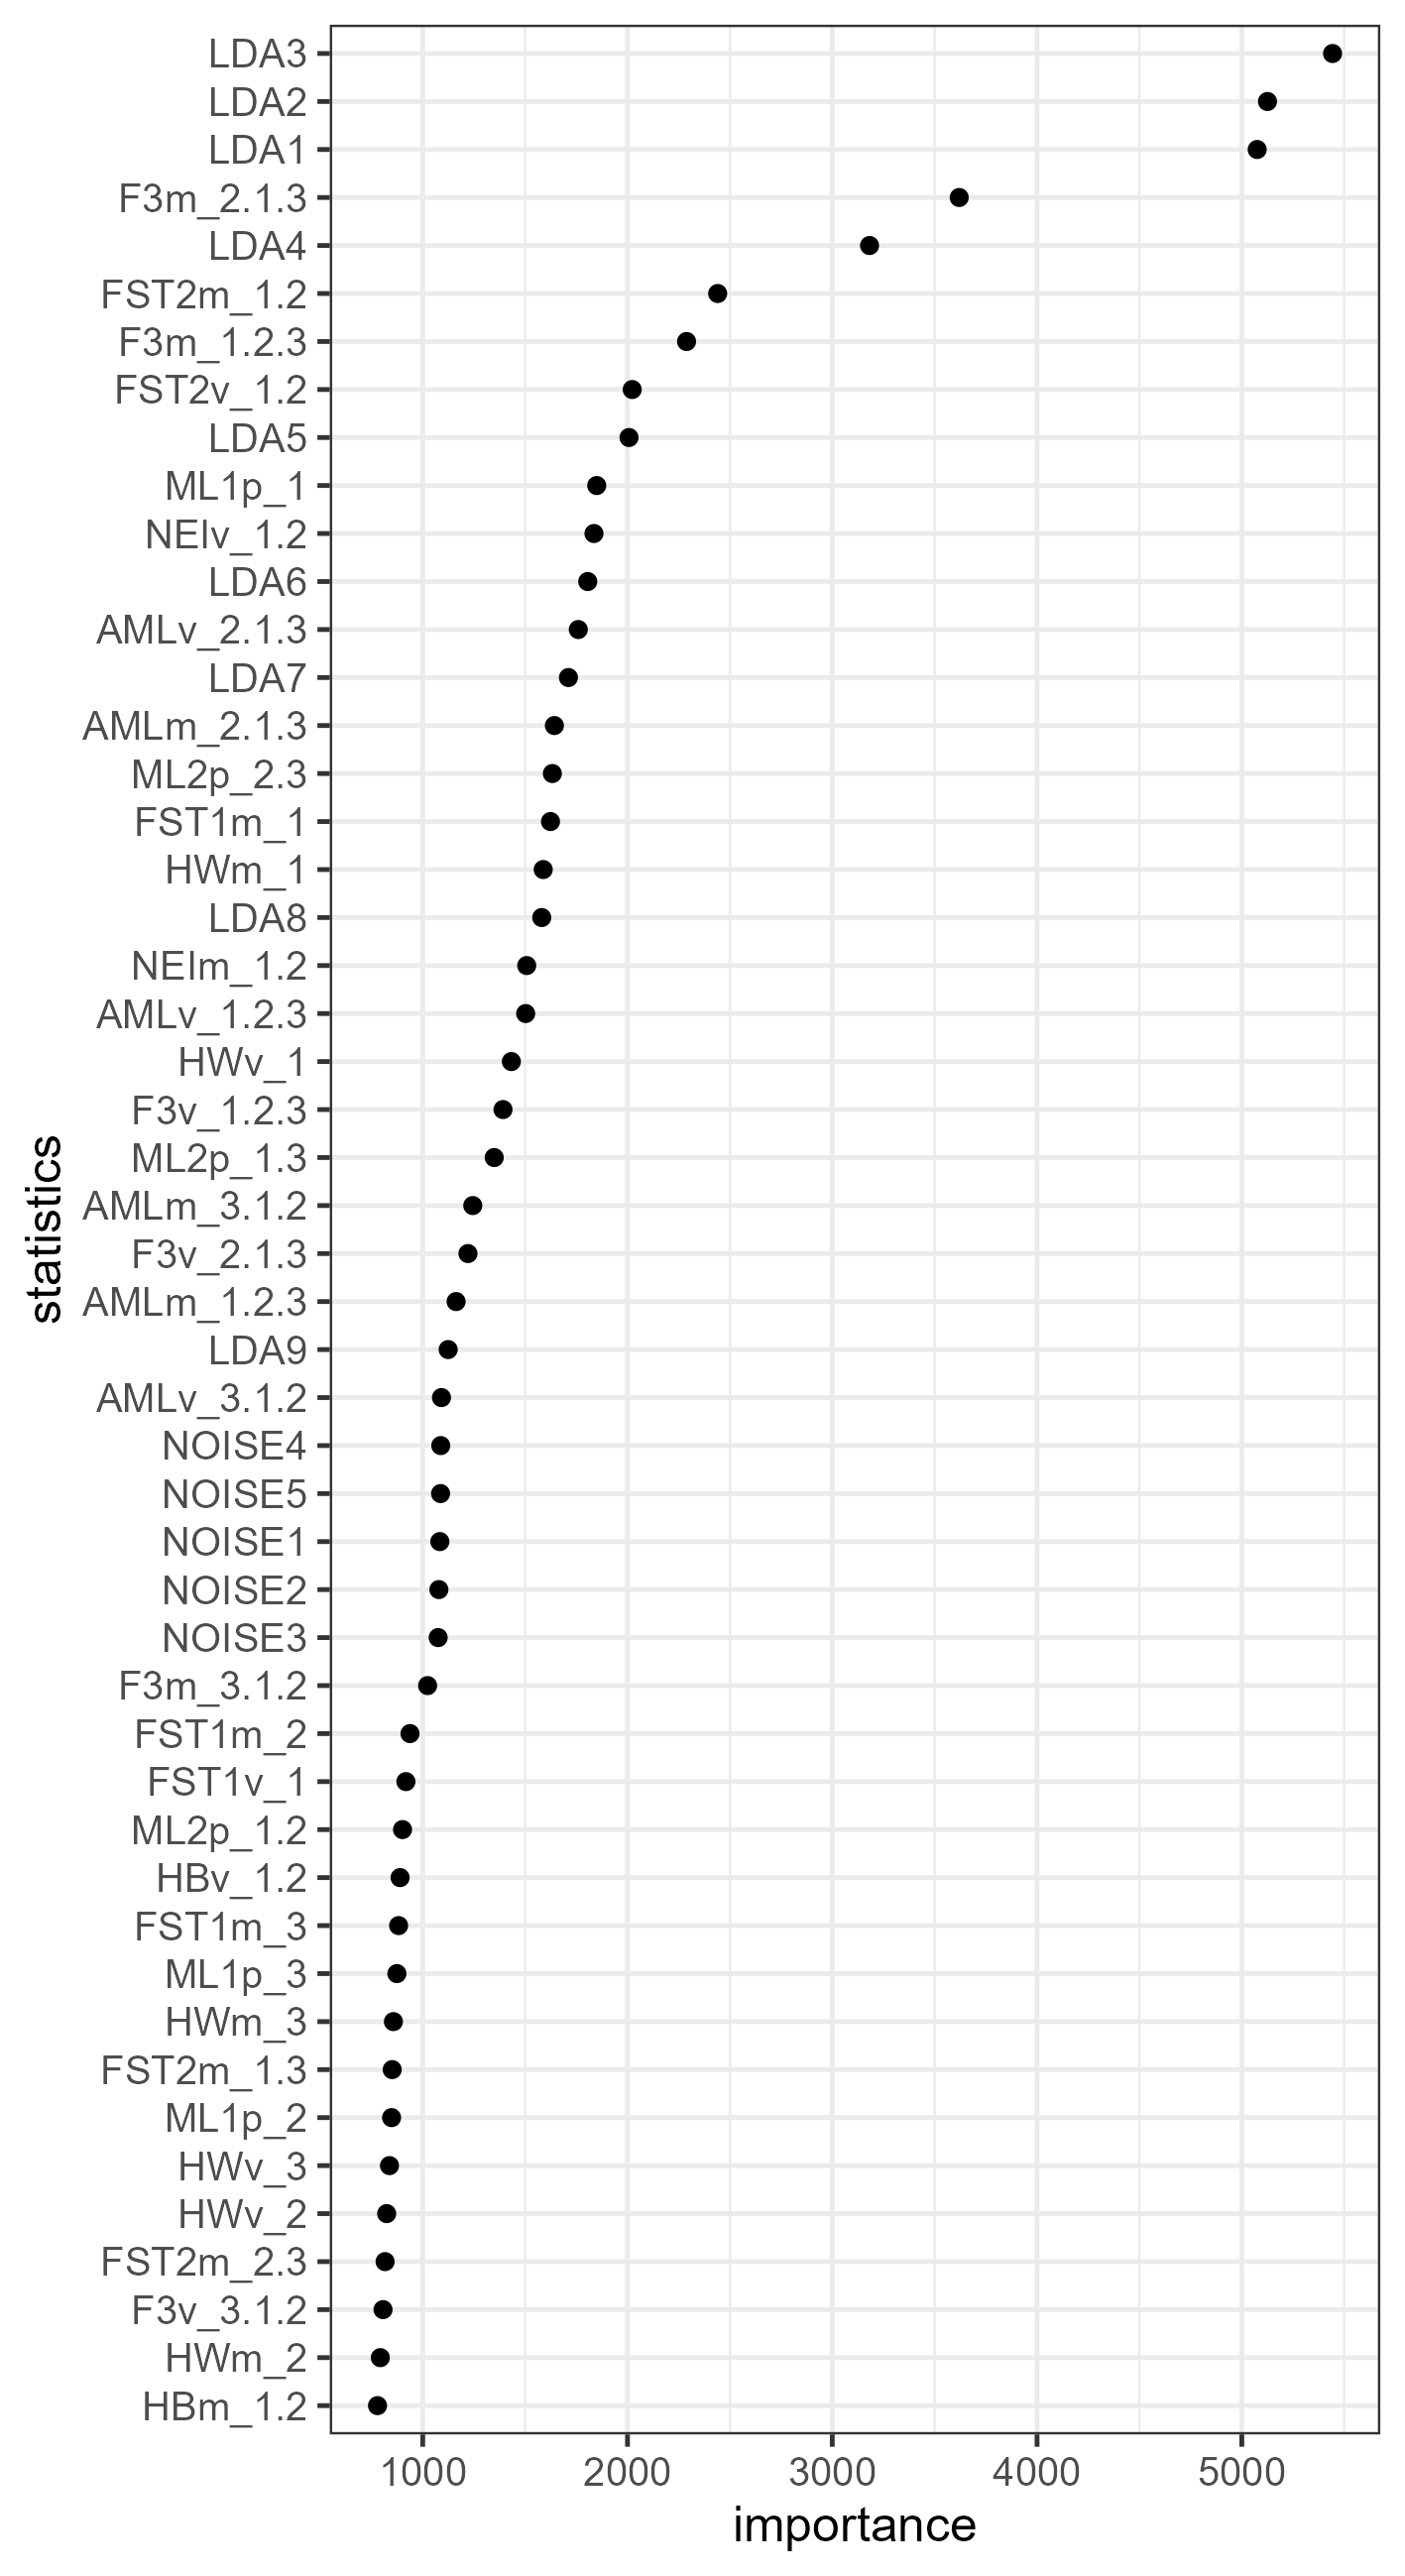 LDA3
LDA2
LDA1
F3m_2.1.3
LDA4
FST2m_1.2
F3m_1.2.3
FST2v_1.2
LDA5
ML1p_1
NEIv_1.2
LDA6
AMLv_2.1.3
LDA7
AMLm_2.1.3
ML2p_2.3
FST1m_1
HWm_1
LDA8
NEIm_1.2
AMLv_1.2.3
HWv_1
F3v_1.2.3
ML2p_1.3
AMLm_3.1.2
F3v_2.1.3
AMLm_1.2.3
LDA9
AMLv_3.1.2
NOISE4
NOISE5
NOISE1
NOISE2
NOISE3
F3m_3.1.2
FST1m_2
FST1v_1
ML2p_1.2
HBv_1.2
FST1m_3
ML1p_3
HWm_3
FST2m_1.3
ML1p_2
HWv_3
HWv_2
FST2m_2.3
F3v_3.1.2
HWm_2
HBm_1.2
statistics
1000 2000 3000 4000 5000
importance